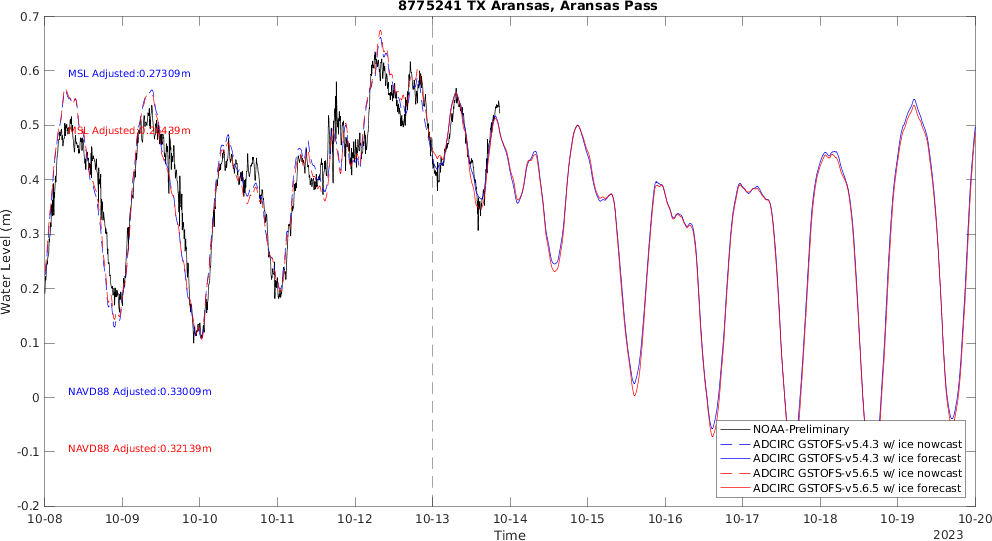 8775241 TX Aransas, Aransas Pass
Water Level (m)
0.7
0.6
0.5
0.4
0.3
0.2
0.1
0
-0.1
-0.2
MSL Adjusted:0.27309m
MSL
NAVD88 Adjusted:0.33009m
NAVD88 Adjusted:0.32139m
NOAA-Preliminary
ADCIRC GSTOFS-v5.4.3 w/ ice nowcast
ADCIRC GSTOFS-v5.4.3 w/ ice forecast
ADCIRC GSTOFS-v5.6.5 w/ ice nowcast
ADCIRC GSTOFS-v5.6.5 w/ ice forecast
10-08 10-09 10-10 10-11 10-12 10-13 10-14 10-15 10-16 10-17 10-18 10-19 10-20
Time
2023